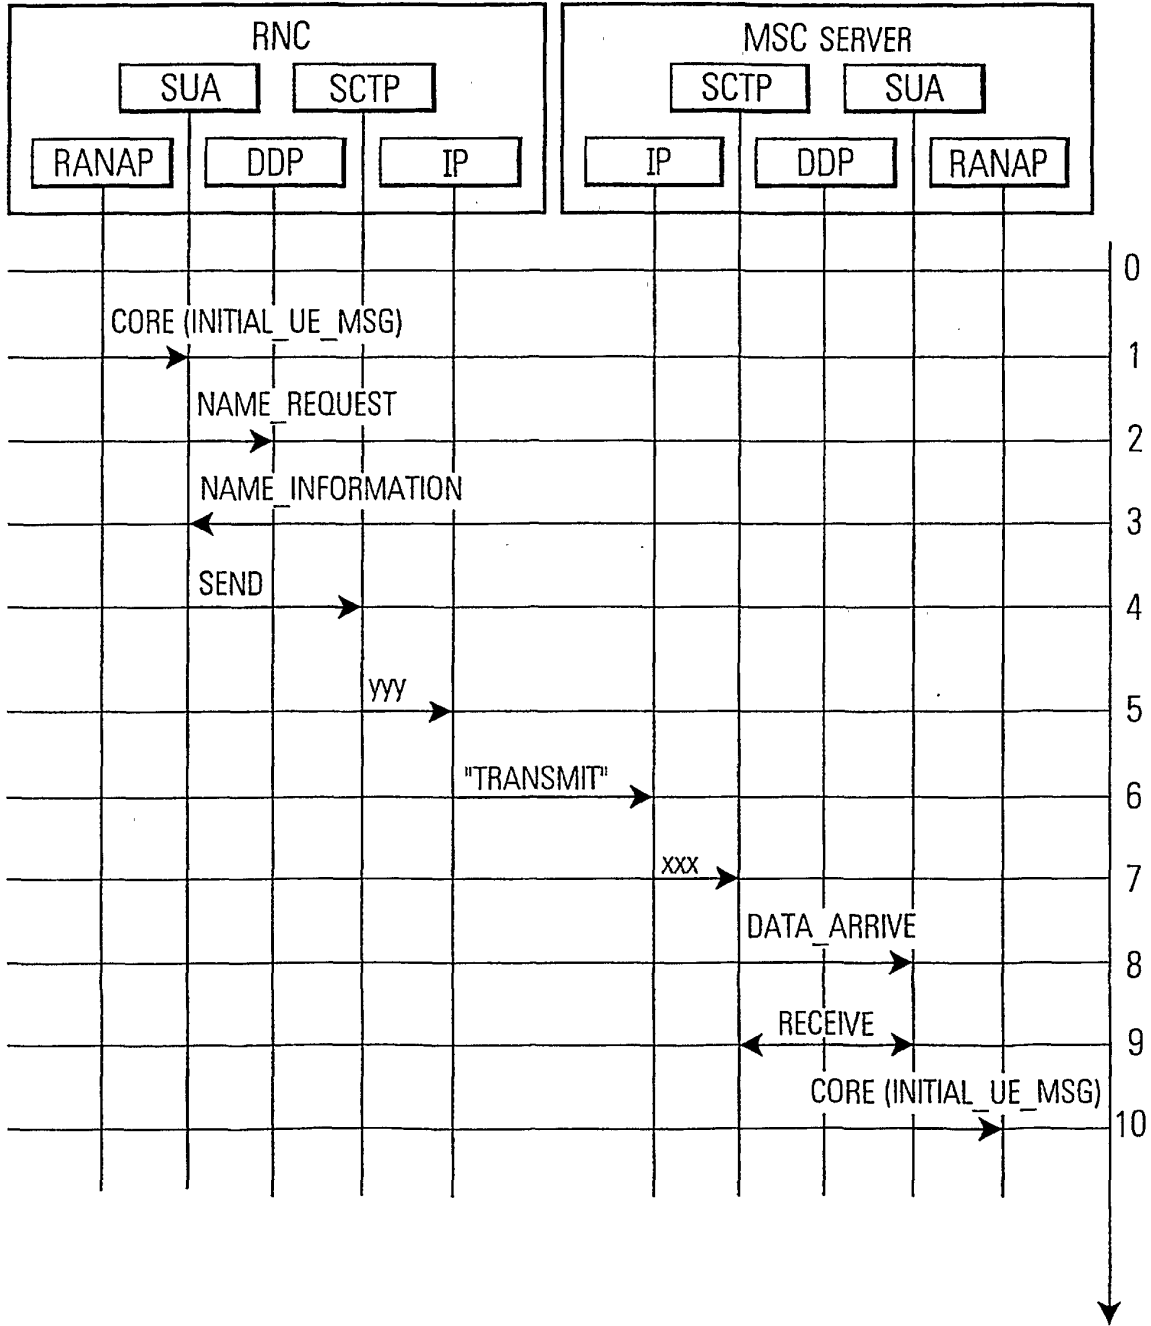 RNC
MSC SERVER
SUA
SCTP
SCTP
SUA
RANAP
DDP
IP
IP
DDP
RANAP
0
CORE (INITIAL_UE_MSG)
1
NAME_REQUEST
2
NAME_INFORMATION
3
SEND
4
yyy
5
"TRANSMIT"
6
xxx
7
DATA_ARRIVE
8
RECEIVE
9
CORE (INITIAL_UE_MSG)
10